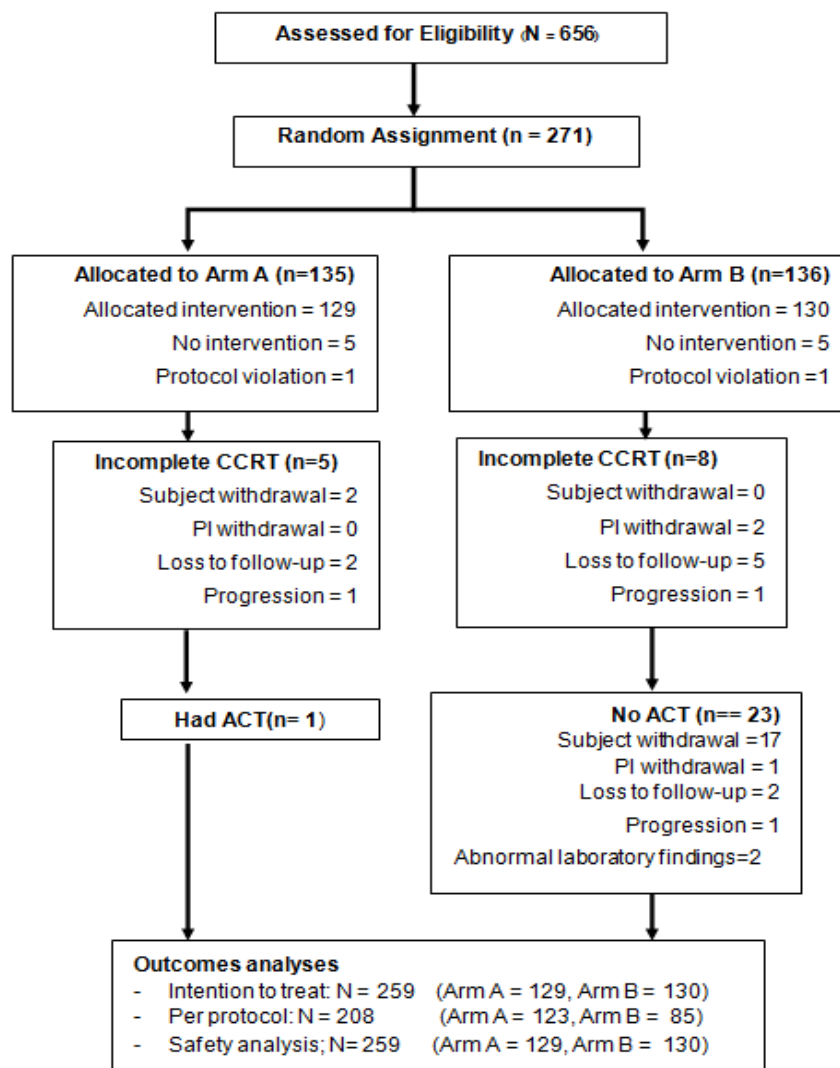 Assessed for Eligibility (N = 656)
Random Assignment (n = 271)
Allocated to Arm A (n=135)
Allocated intervention = 129
No intervention = 5
Protocol violation =1
Allocated to Arm B (n=136)
Allocated intervention = 130
No intervention = 5
Protocol violation =1
Incomplete CCRT (n=5)
Subject withdrawal = 2
PI withdrawal = 0
Loss to follow-up = 2
Progression = 1
Incomplete CCRT (n=8)
Subject withdrawal = 0
PI withdrawal = 2
Loss to follow-up = 5
Progression = 1
Had ACT(n= 1)
No ACT (n== 23)
Subject withdrawal =17
PI withdrawal = 1
Loss to follow-up = 2
Progression = 1
Abnormal laboratory findings=2
Outcomes analyses
- Intention to treat: N = 259 (Arm A = 129, Arm B = 130)
- Per protocol: N = 208 (Arm A = 123, Arm B = 85)
- Safety analysis; N= 259 (Arm A = 129, Arm B = 130)